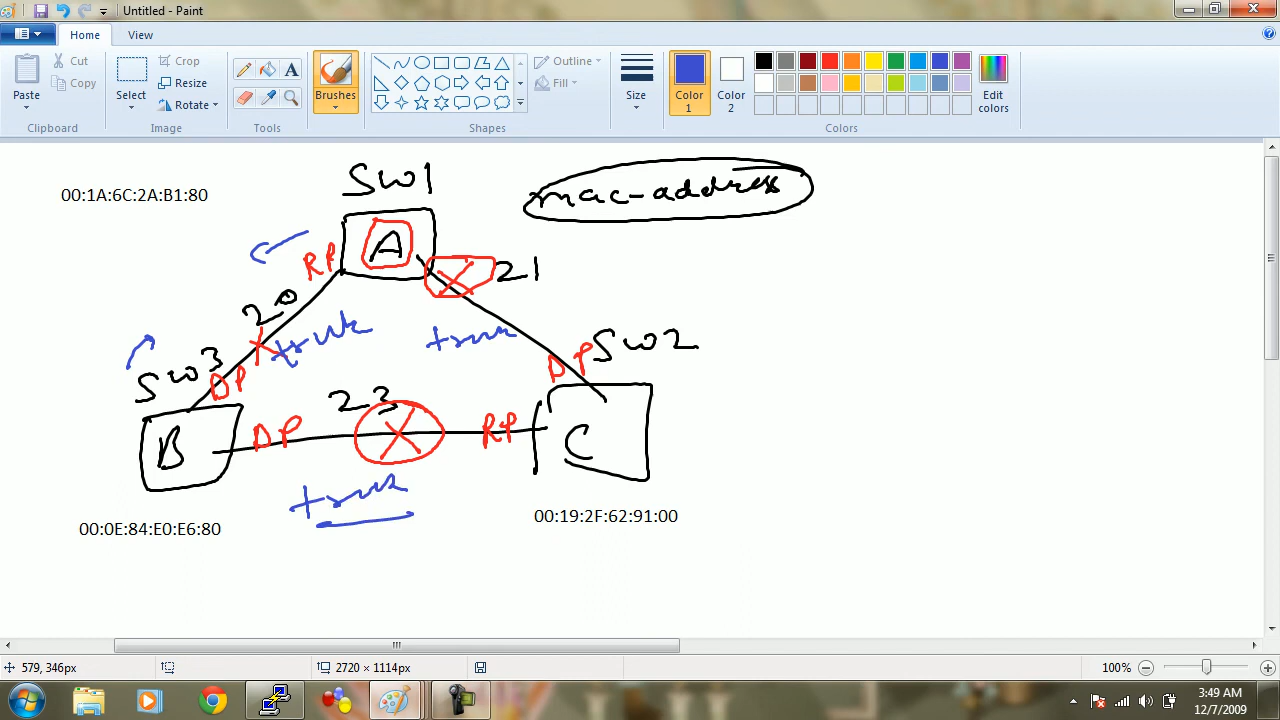 Untitled - Paint
Home
View
Paste
Cut
Copy
Clipboard
Select
Crop
Resize
Rotate
Image
Tools
Brushes
Outline
Fill
Shapes
Size
Color
1
Color
2
Edit
colors
Colors
00:1A:6C:2A:B1:80
SW1
mac-address
A
RP
21
20
trunk
trunk
SW2
SW3
DP
DP
23
B
DP
RP
C
trunk
00:0E:84:E0:E6:80
00:19:2F:62:91:00
579, 346px
2720 × 1114px
100%
3:49 AM
12/7/2009